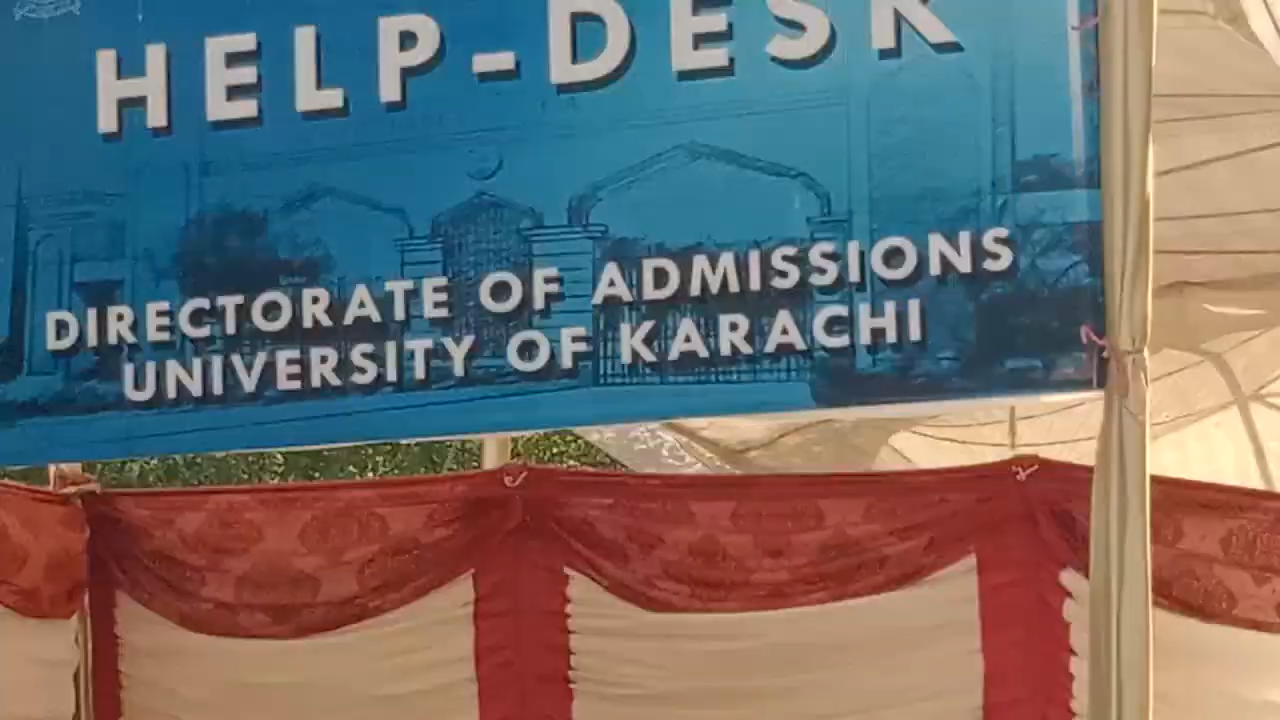 HELP-DESK
DIRECTORATE OF ADMISSIONS
UNIVERSITY OF KARACHI